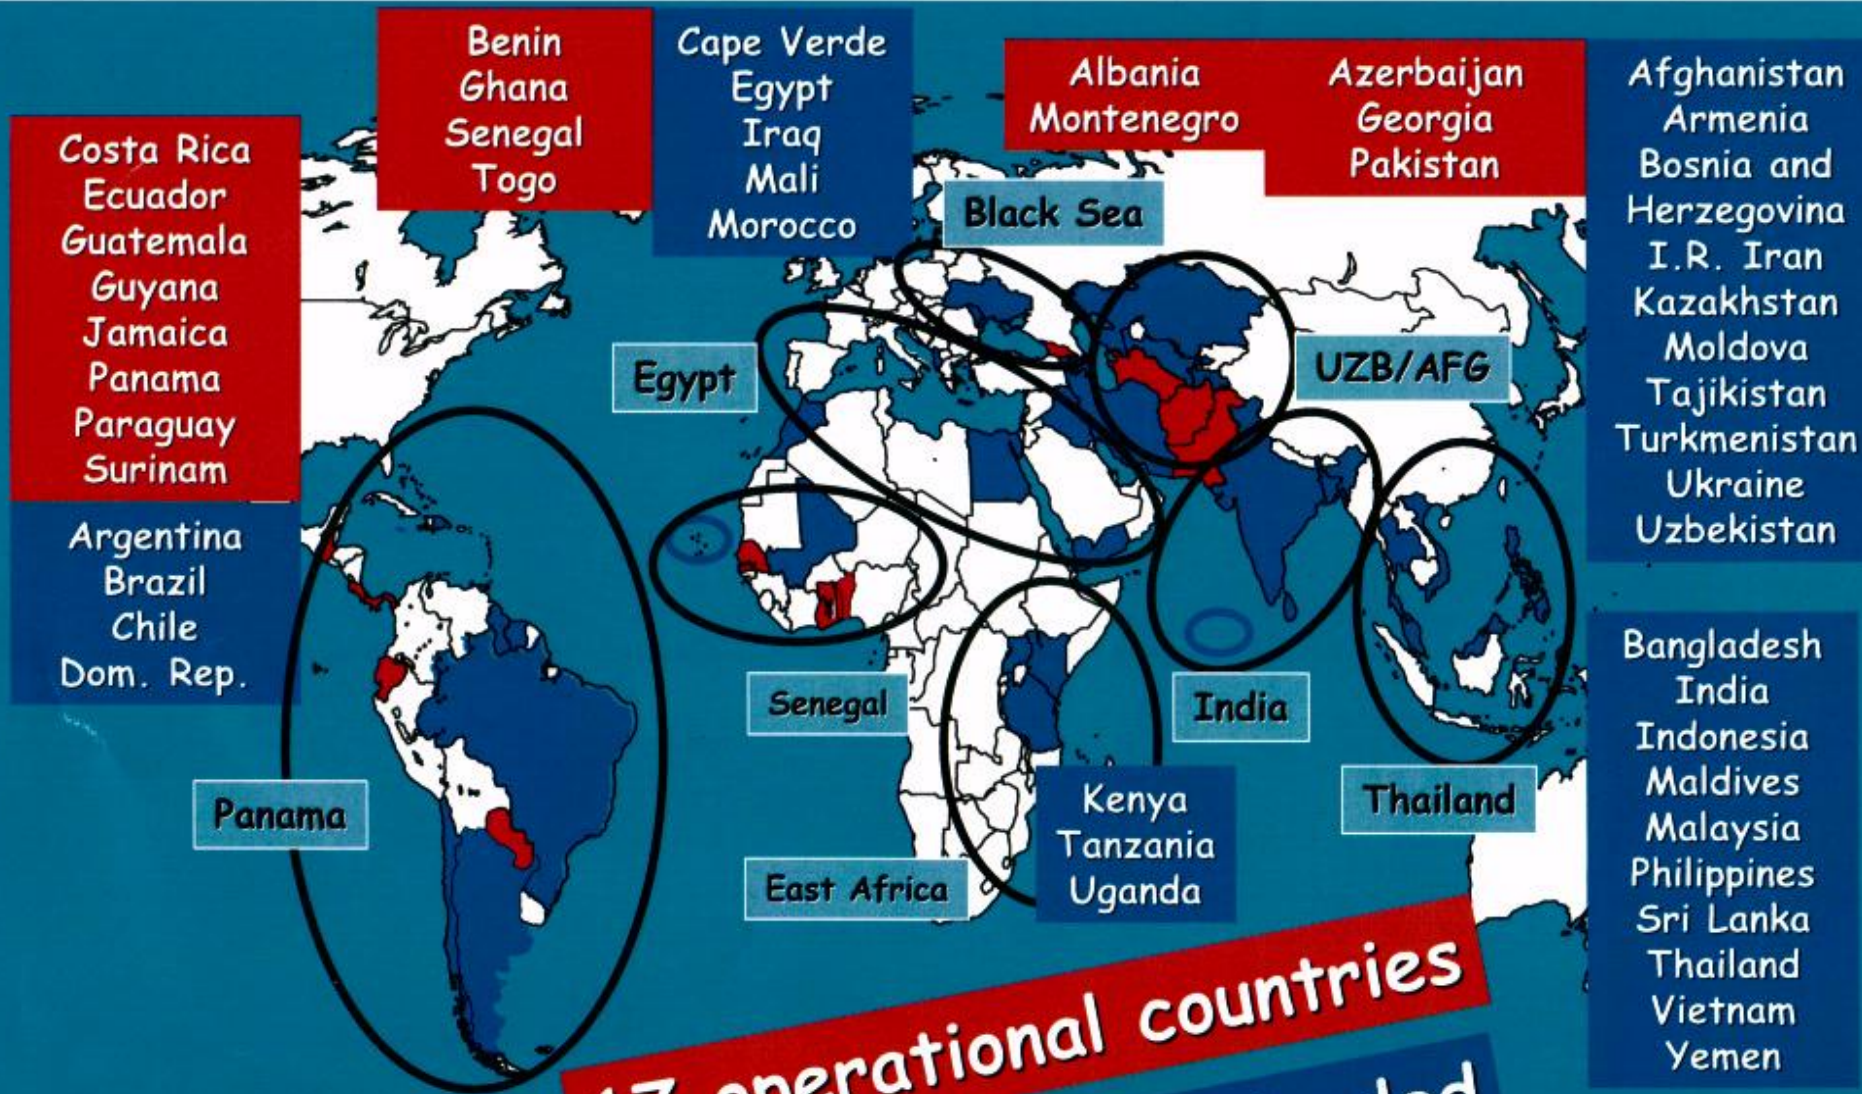 Benin
Ghana
Senegal
Togo
Cape Verde
Egypt
Iraq
Mali
Morocco
Albania
Montenegro
Azerbaijan
Georgia
Pakistan
Afghanistan
Armenia
Bosnia and
Herzegovina
I.R. Iran
Kazakhstan
Moldova
Tajikistan
Turkmenistan
Ukraine
Uzbekistan
Costa Rica
Ecuador
Guatemala
Guyana
Jamaica
Panama
Paraguay
Surinam
Argentina
Brazil
Chile
Dom. Rep.
Black Sea
Egypt
UZB/AFG
Senegal
India
Panama
Thailand
East Africa
Kenya
Tanzania
Uganda
Bangladesh
India
Indonesia
Maldives
Malaysia
Philippines
Sri Lanka
Thailand
Vietnam
Yemen
17 operational countries